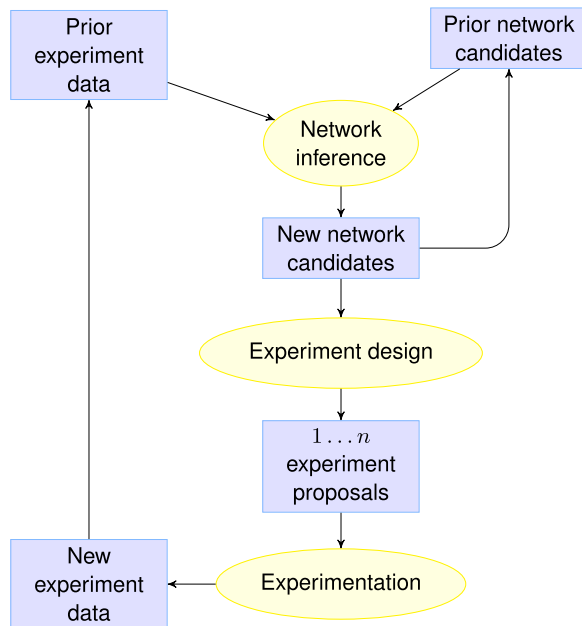 Prior
experiment
data
Prior network
candidates
Network
inference
New network
candidates
Experiment design
1 … n
experiment
proposals
New
experiment
data
Experimentation